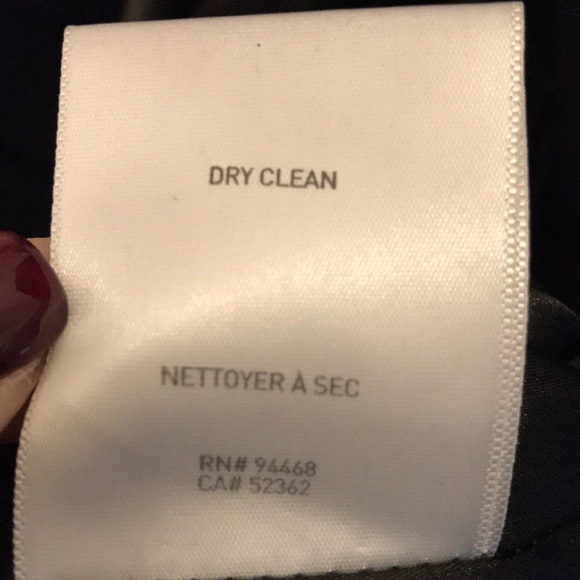 DRY CLEAN
NETTOYER À SEC
RN# 94468
CA# 52362